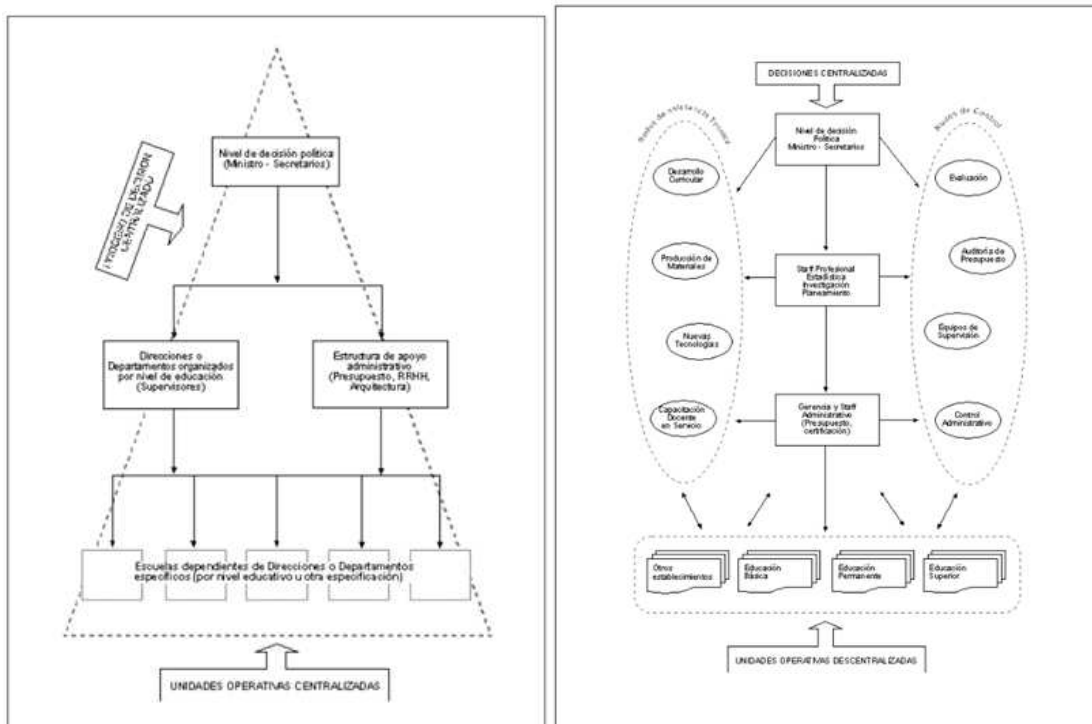 Nivel de decisión política
(Ministro - Secretarios)
CENTRALIZADO
Direcciones o
Departamentos organizados
por nivel de educación
(Supervisores)
Estructura de apoyo
administrativo
(Presupuesto, RRHH,
Arquitectura)
Escuelas dependientes de Direcciones o Departamentos
específicos (por nivel educativo u otra especificación)
UNIDADES OPERATIVAS CENTRALIZADAS
DECISIONES CENTRALIZADAS
Nivel de decisión
Política
Ministro - Secretarios
Desarrollo
Curricular
Producción de
Materiales
Nuevas
Tecnologías
Capacitación
Docente
en Servicio
Nudos de Control
Evaluación
Auditoría de
Presupuesto
Equipos de
Supervisión
Control
Administrativo
Staff Profesional
Estadística
Investigación
Planeamiento
Gerencia y Staff
Administrativo
(Presupuesto,
certificación)
Otros
establecimientos
Educación
Básica
Educación
Permanente
Educación
Superior
UNIDADES OPERATIVAS DESCENTRALIZADAS